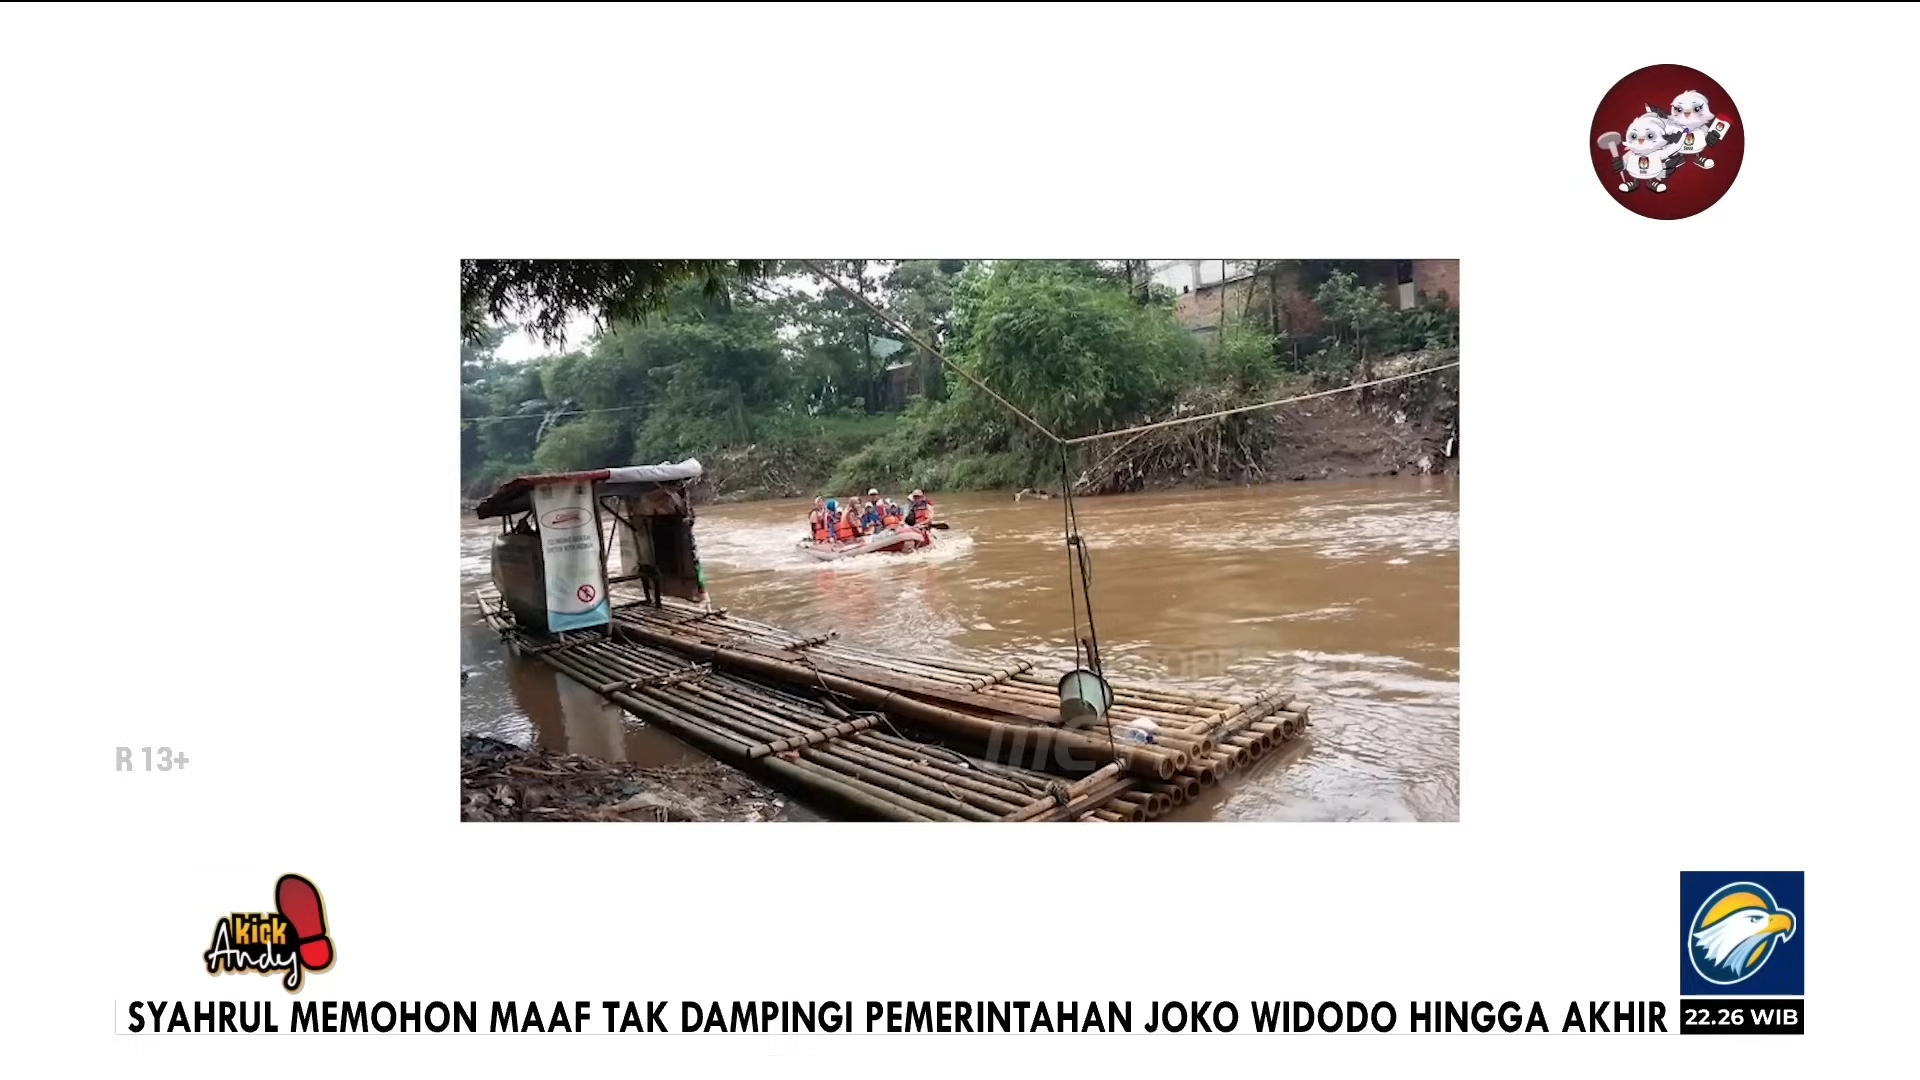 R 13+
kick
Andy
SYAHRUL MEMOHON MAAF TAK DAMPINGI PEMERINTAHAN JOKO WIDODO HINGGA AKHIR
22.26 WIB